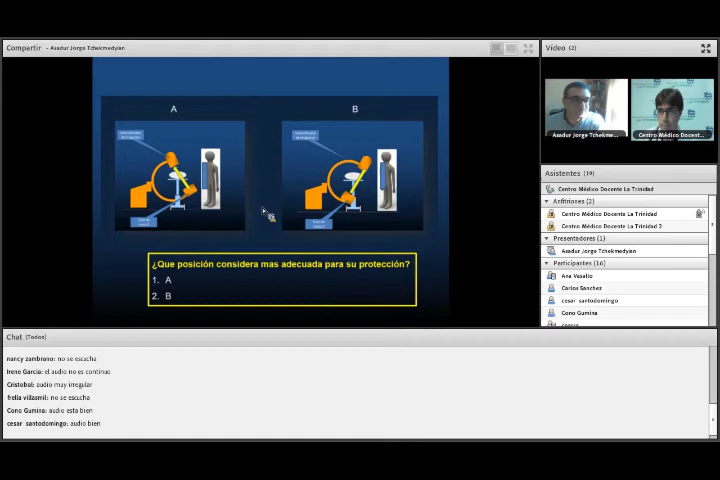 Compartir - Asadur Jorge Tchekmedyian
A
B
¿Que posición considera mas adecuada para su protección?
1. A
2. B
Vídeo (2)
Asadur Jorge Tchekme...
Centro Médico Docent...
Asistentes (19)
Centro Médico Docente La Trinidad
Anfitriones (2)
Centro Médico Docente La Trinidad
Centro Médico Docente La Trinidad 2
Presentadores (1)
Asadur Jorge Tchekmedyian
Participantes (16)
Ana Vasallo
Carlos Sanchez
cesar santodomingo
Cono Gumina
Chat (Todos)
nancy zambrano: no se escucha
Irene Garcia: el audio no es continuo
Cristobal: audio muy irregular
frella villasmil: no se escucha
Cono Gumina: audio esta bien
cesar santodomingo: audio bien